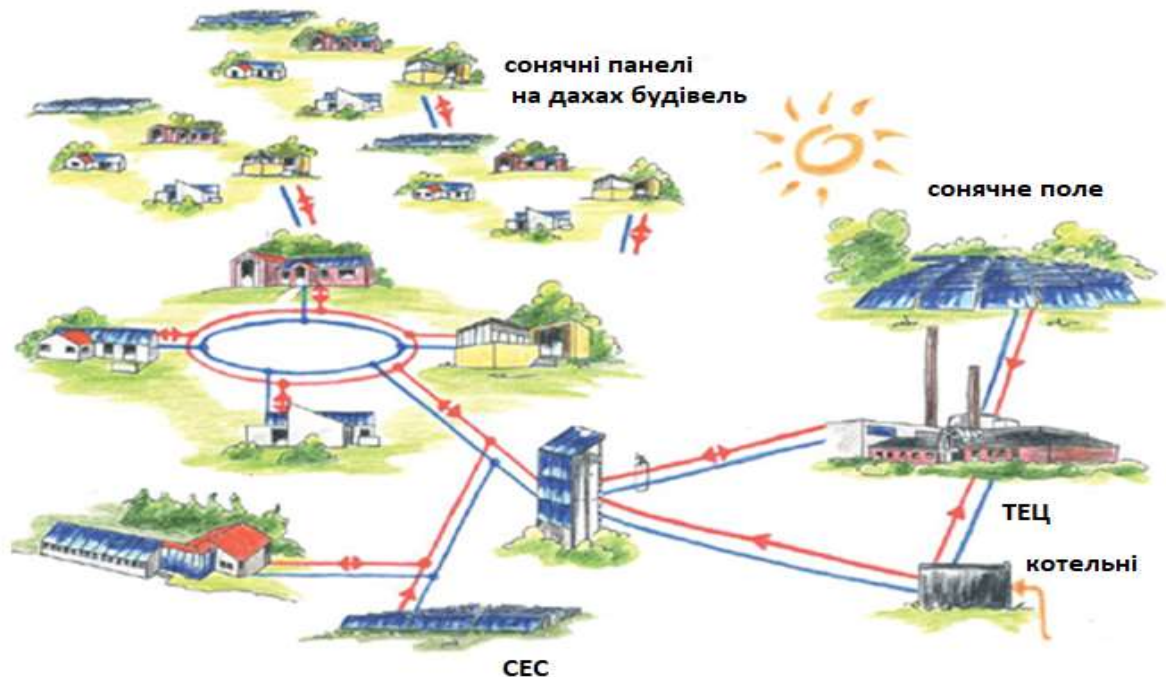 сонячні панелі
на дахах будівель
сонячне поле
ТЕЦ
котельні
СЕС